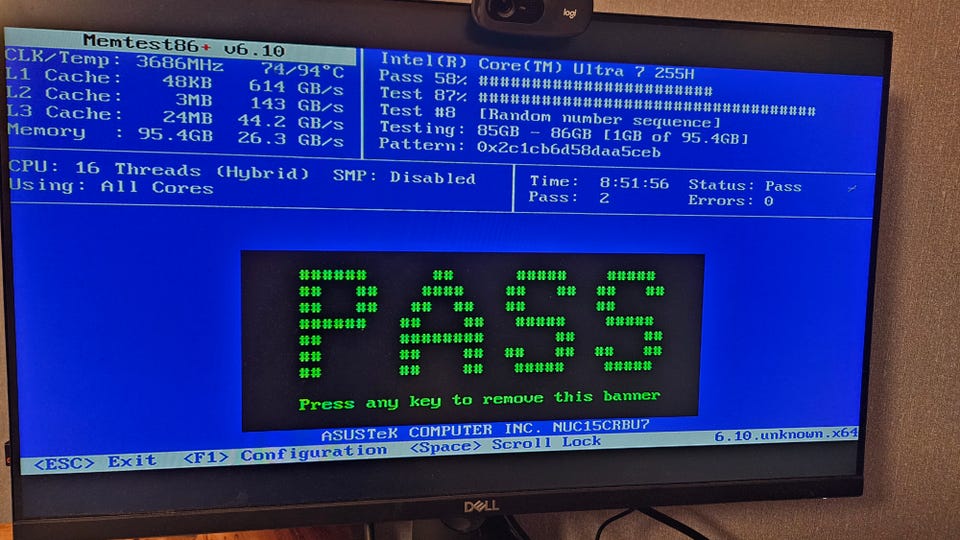 logi
Memtest86+ v6.10
CLK/Temp: 3686MHz 74/94°C
L1 Cache: 48KB 614 GB/s
L2 Cache: 3MB 143 GB/s
L3 Cache: 24MB 44.2 GB/s
Memory : 95.4GB 26.3 GB/s
Intel(R) Core(TM) Ultra 7 255H
Pass 58% ########################
Test 87% ###################################
Test #8 [Random number sequence]
Testing: 85GB - 86GB [1GB of 95.4GB]
Pattern: 0x2c1cb6d58daa5ceb
CPU: 16 Threads (Hybrid) SMP: Disabled
Using: All Cores
Time: 8:51:56 Status: Pass
Pass: 2 Errors: 0
PASS
Press any key to remove this banner
ASUSTeK COMPUTER INC. NUC15CRBU7
<ESC> Exit <F1> Configuration <Space> Scroll Lock 6.10.unknown.x64
DELL